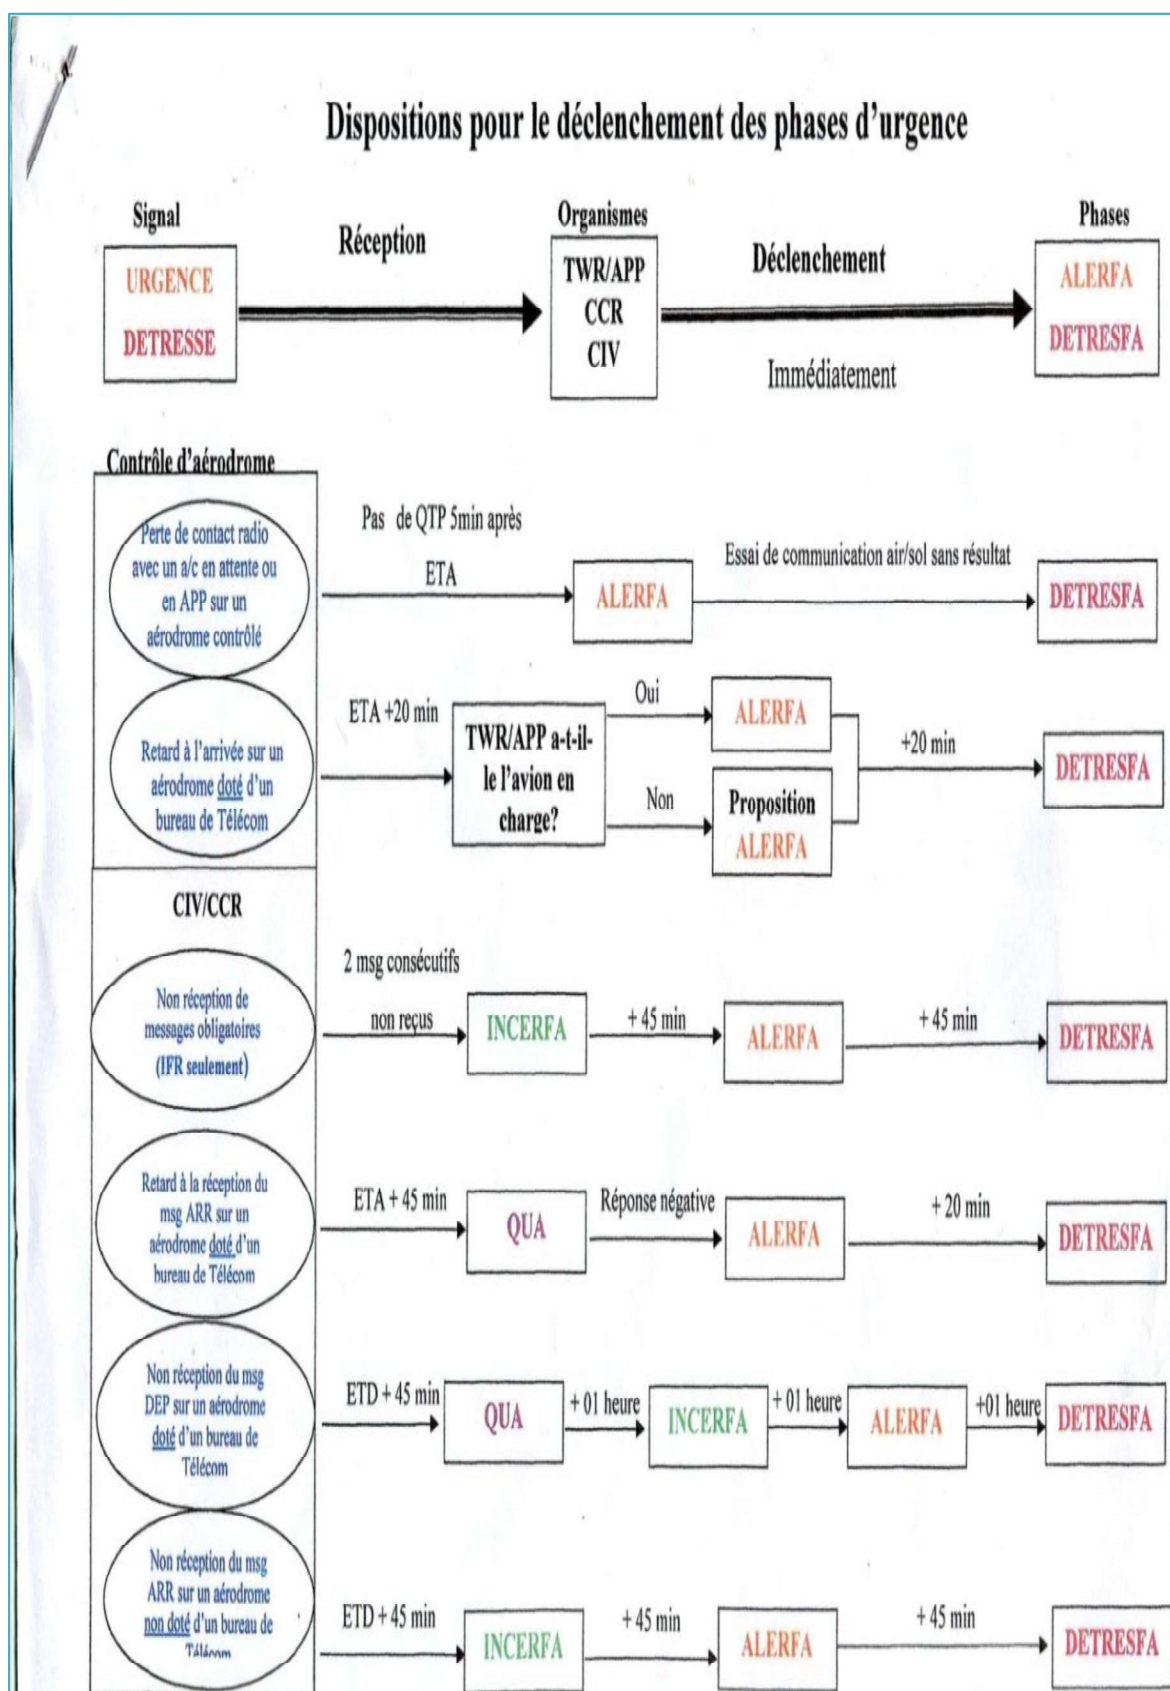 Dispositions pour le déclenchement des phases d'urgence
Signal
Réception
Organismes
Déclenchement
Phases
URGENCE
DETRESSE
TWR/APP
CCR
CIV
Immédiatement
ALERFA
DETRESFA
Contrôle d'aérodrome
Perte de contact radio
avec un a/c en attente ou
en APP sur un
aérodrome contrôlé
Pas de QTP 5min après
ETA
ALERFA
Essai de communication air/sol sans résultat
DETRESFA
Retard à l'arrivée sur un
aérodrome doté d'un
bureau de Télécom
ETA +20 min
TWR/APP a-t-il-
le l'avion en
charge?
Oui
ALERFA
Non
Proposition
ALERFA
+20 min
DETRESFA
CIV/CCR
Non réception de
messages obligatoires
(IFR seulement)
2 msg consécutifs
non reçus
INCERFA
+ 45 min
ALERFA
+ 45 min
DETRESFA
Retard à la réception du
msg ARR sur un
aérodrome doté d'un
bureau de Télécom
ETA + 45 min
QUA
Réponse négative
ALERFA
+ 20 min
DETRESFA
Non réception du msg
DEP sur un aérodrome
doté d'un bureau de
Télécom
ETD + 45 min
QUA
+ 01 heure
INCERFA
+ 01 heure
ALERFA
+01 heure
DETRESFA
Non réception du msg
ARR sur un aérodrome
non doté d'un bureau de
Télécom
ETD + 45 min
INCERFA
+ 45 min
ALERFA
+ 45 min
DETRESFA